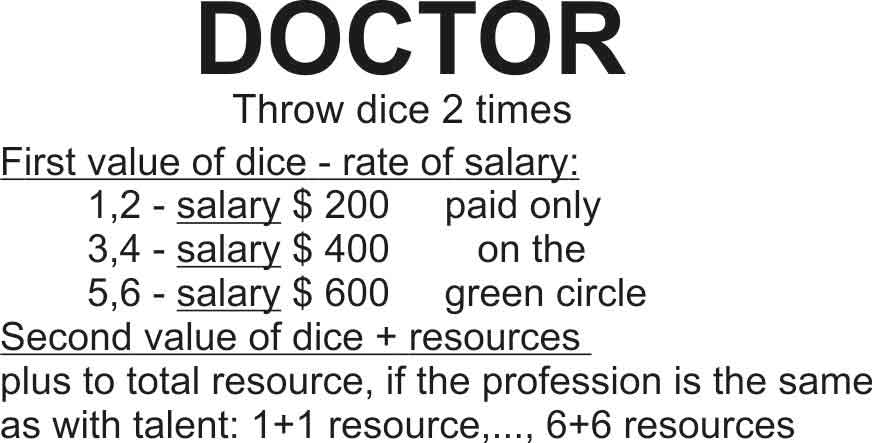 DOCTOR
Throw dice 2 times
First value of dice - rate of salary:
1,2 - salary $ 200 paid only
3,4 - salary $ 400 on the
5,6 - salary $ 600 green circle
Second value of dice + resources
plus to total resource, if the profession is the same
as with talent: 1+1 resource,..., 6+6 resources